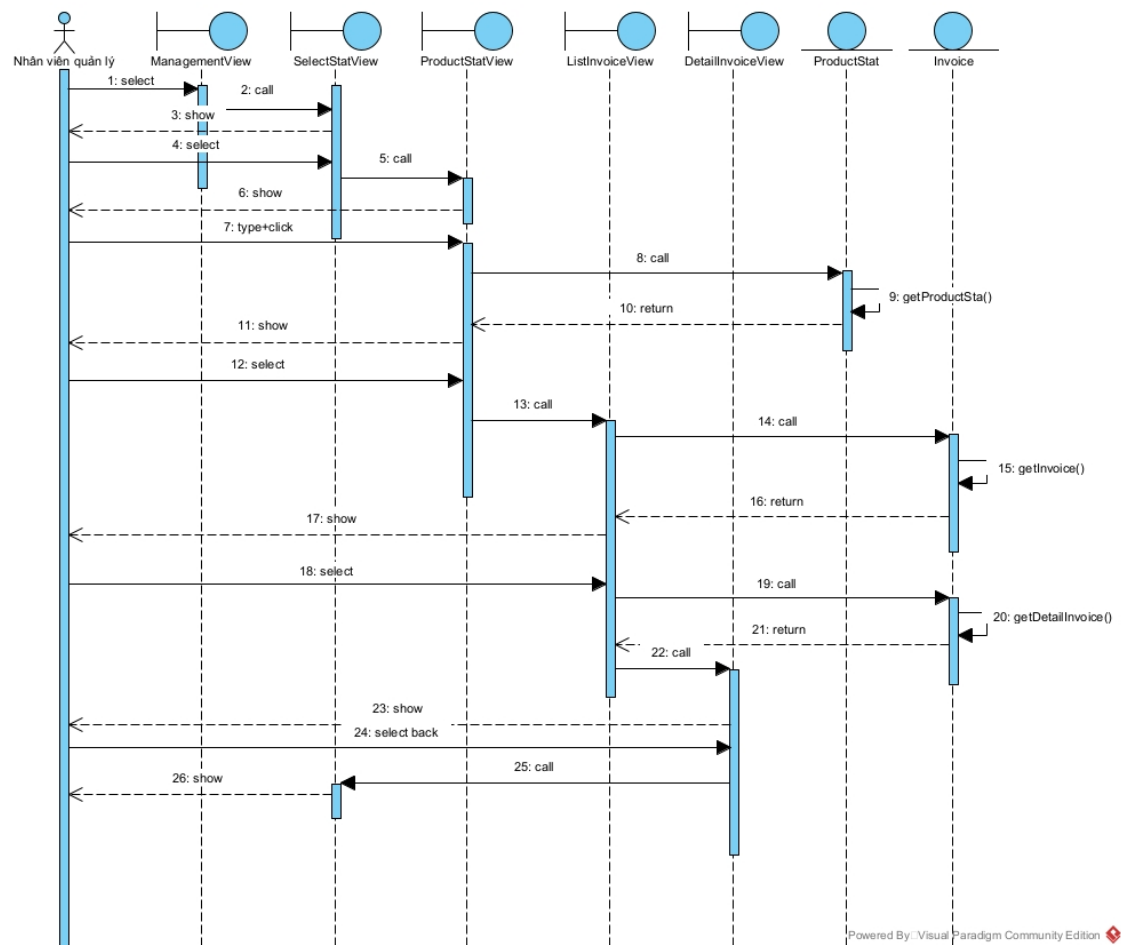 Nhân viên quản lý
ManagementView
SelectStatView
ProductStatView
ListInvoiceView
DetailInvoiceView
ProductStat
Invoice
1: select
2: call
3: show
4: select
5: call
6: show
7: type+click
8: call
9: getProductSta()
10: return
11: show
12: select
13: call
14: call
15: getInvoice()
16: return
17: show
18: select
19: call
20: getDetailInvoice()
21: return
22: call
23: show
24: select back
25: call
26: show
Powered By Visual Paradigm Community Edition